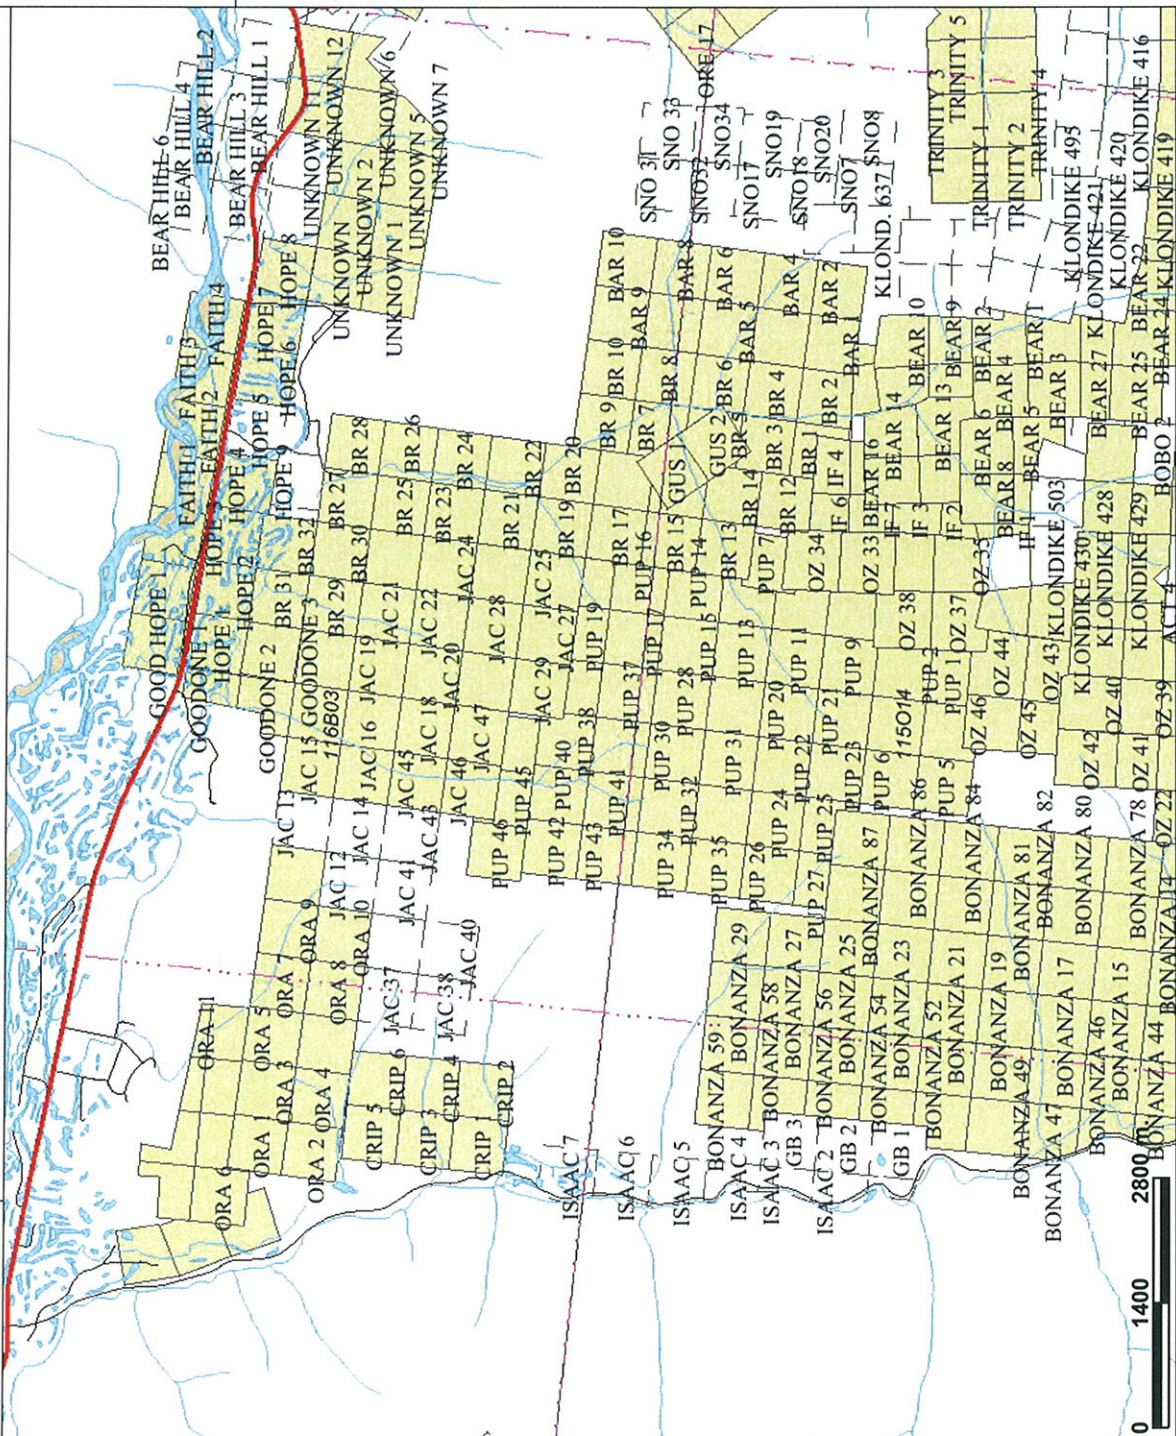 BEAR HILL 6
BEAR HILL 4
BEAR HILL 2
BEAR HILL 3
BEAR HILL 1
UNKNOWN 11
UNKNOWN 12
UNKNOWN 2
UNKNOWN 6
UNKNOWN 5
UNKNOWN 7
UNKNOWN
UNKNOWN 2
UNKNOWN 1
FAITH 3
FAITH 4
FAITH 1
FAITH 2
HOPE 8
HOPE 7
HOPE 6
HOPE 5
HOPE 4
HOPE 9
HOPE 3
HOPE 2
HOPE 1
GOOD HOPE 1
GOODONE 1
GOODONE 2
GOODONE 3
116B03
BR 32
BR 31
BR 29
BR 30
BR 27
BR 28
BR 26
BR 25
BR 24
BR 23
BR 22
BR 21
BR 20
BR 19
BR 17
BR 15
BR 13
BR 14
BR 12
BR 10
BR 9
BR 8
BR 7
BR 6
BR 5
BR 4
BR 3
BR 2
BR 1
BAR 10
BAR 9
BAR 8
BAR 6
BAR 5
BAR 4
BAR 2
BAR 1
GUS 1
GUS 2
SNO 31
SNO 33
SNO32
SNO34
SNO17
SNO19
SNO18
SNO20
SNO7
SNO8
ORE 17
KLOND. 637
TRINITY 3
TRINITY 5
TRINITY 1
TRINITY 2
TRINITY 4
KLONDIKE 495
KLONDIKE 421
KLONDIKE 420
KLONDIKE 416
KLONDIKE 419
BEAR 10
BEAR 9
BEAR 2
BEAR 1
BEAR 14
BEAR 13
BEAR 4
BEAR 3
BEAR 16
BEAR 6
BEAR 5
BEAR 8
BEAR 27
BEAR 22
BEAR 25
BEAR 24
BOBO 2
IF 4
IF 6
IF 7
IF 3
IF 2
IF 1
KLONDIKE 503
KLONDIKE 428
KLONDIKE 429
KLONDIKE 430
OZ 34
OZ 33
OZ 35
OZ 38
OZ 37
OZ 44
OZ 43
OZ 46
OZ 45
OZ 40
OZ 39
OZ 42
OZ 41
OZ 22
JAC 24
JAC 25
JAC 21
JAC 22
JAC 28
JAC 27
JAC 19
JAC 20
JAC 29
JAC 15
JAC 16
JAC 18
JAC 47
JAC 45
JAC 46
JAC 13
JAC 14
JAC 43
JAC 12
JAC 41
JAC 37
JAC 38
JAC 40
PUP 16
PUP 14
PUP 7
PUP 19
PUP 17
PUP 15
PUP 13
PUP 11
PUP 9
PUP 2
PUP 1
PUP 37
PUP 28
PUP 20
PUP 21
PUP 38
PUP 30
PUP 31
PUP 22
PUP 23
PUP 6
PUP 5
PUP 40
PUP 41
PUP 32
PUP 24
PUP 25
PUP 45
PUP 46
PUP 42
PUP 43
PUP 34
PUP 35
PUP 26
PUP 27
115O14
ORA 9
ORA 10
ORA 7
ORA 8
ORA 11
ORA 5
ORA 3
ORA 4
ORA 1
ORA 2
ORA 6
CRIP 6
CRIP 4
CRIP 2
CRIP 5
CRIP 3
CRIP 1
BONANZA 87
BONANZA 86
BONANZA 84
BONANZA 82
BONANZA 81
BONANZA 80
BONANZA 78
BONANZA 14
BONANZA 29
BONANZA 27
BONANZA 25
BONANZA 23
BONANZA 21
BONANZA 19
BONANZA 17
BONANZA 15
BONANZA 59
BONANZA 58
BONANZA 56
BONANZA 54
BONANZA 52
BONANZA 49
BONANZA 47
BONANZA 46
BONANZA 44
ISAAC 7
ISAAC 6
ISAAC 5
ISAAC 4
ISAAC 3
ISAAC 2
GB 3
GB 2
GB 1
0 1400 2800 m.